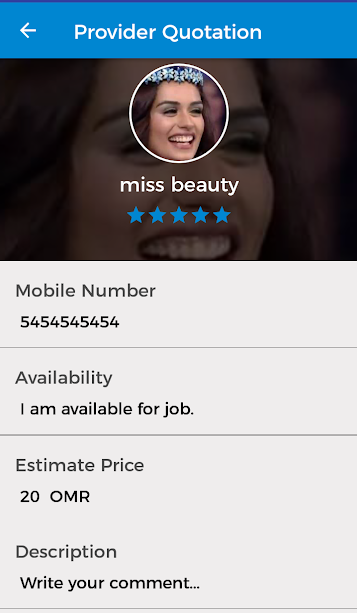 Provider Quotation
miss beauty
Mobile Number
5454545454
Availability
I am available for job.
Estimate Price
20 OMR
Description
Write your comment...